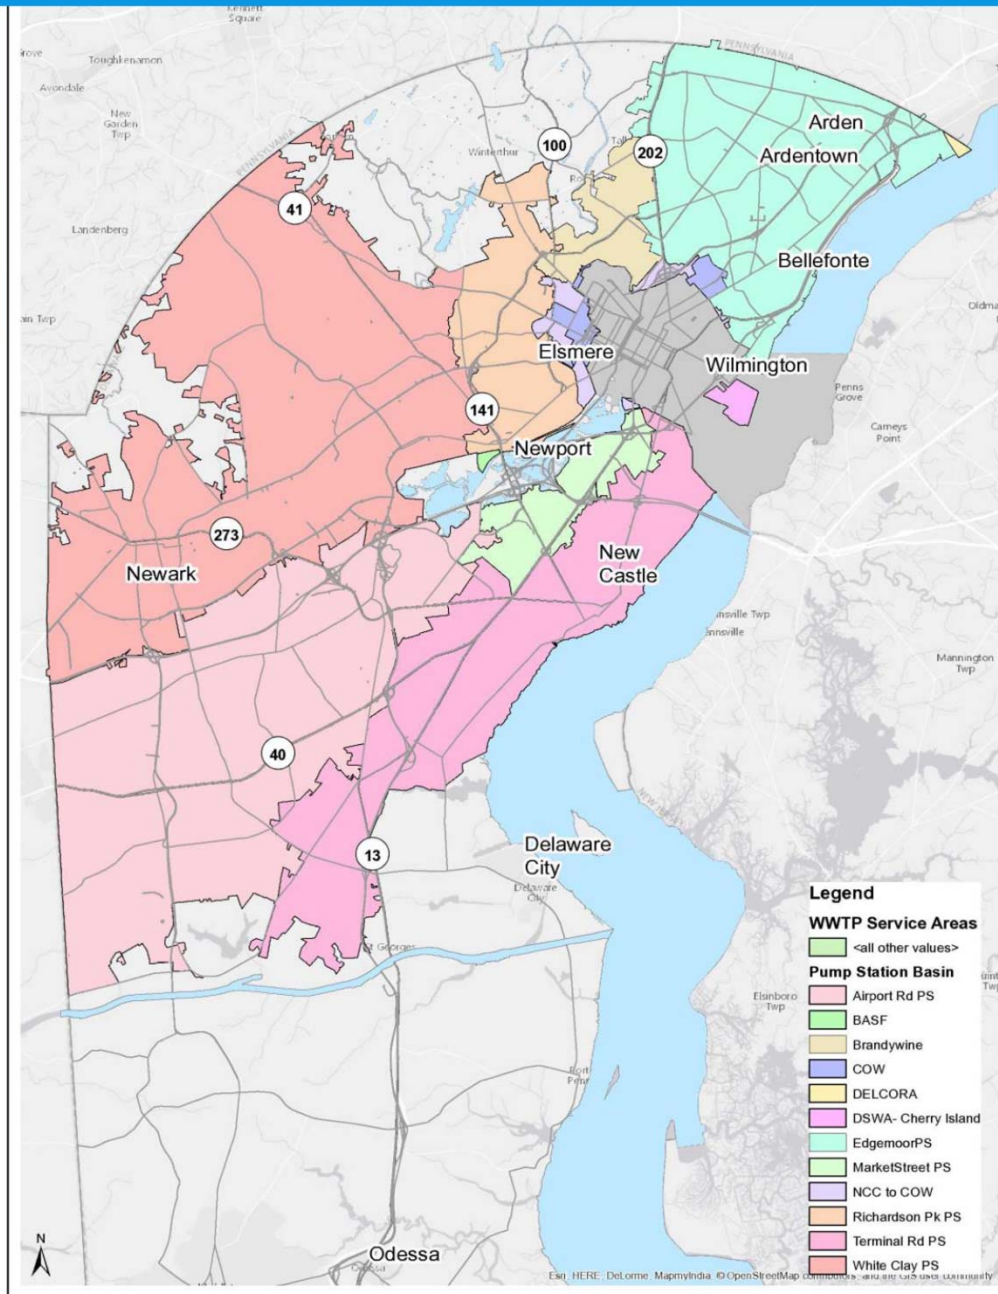 Kennett
Square
Toughkenamon
Avondale
New
Garden
Twp
PENNSYLVANIA
PENNSYLVANIA
Winterthur
100
202
Arden
Ardentown
41
Landenberg
Bellefonte
Elsmere
Wilmington
Penns
Grove
141
Carneys
Point
Newport
273
Newark
New
Castle
Mannington
Twp
40
13
Delaware
City
Delaware
City
St Georges
Elsinboro
Twp
Odessa
N
Legend
WWTP Service Areas
<all other values>
Pump Station Basin
Airport Rd PS
BASF
Brandywine
COW
DELCORA
DSWA- Cherry Island
EdgemoorPS
MarketStreet PS
NCC to COW
Richardson Pk PS
Terminal Rd PS
White Clay PS
Esri, HERE, DeLorme, MapmyIndia, © OpenStreetMap contributors, and the GIS user community